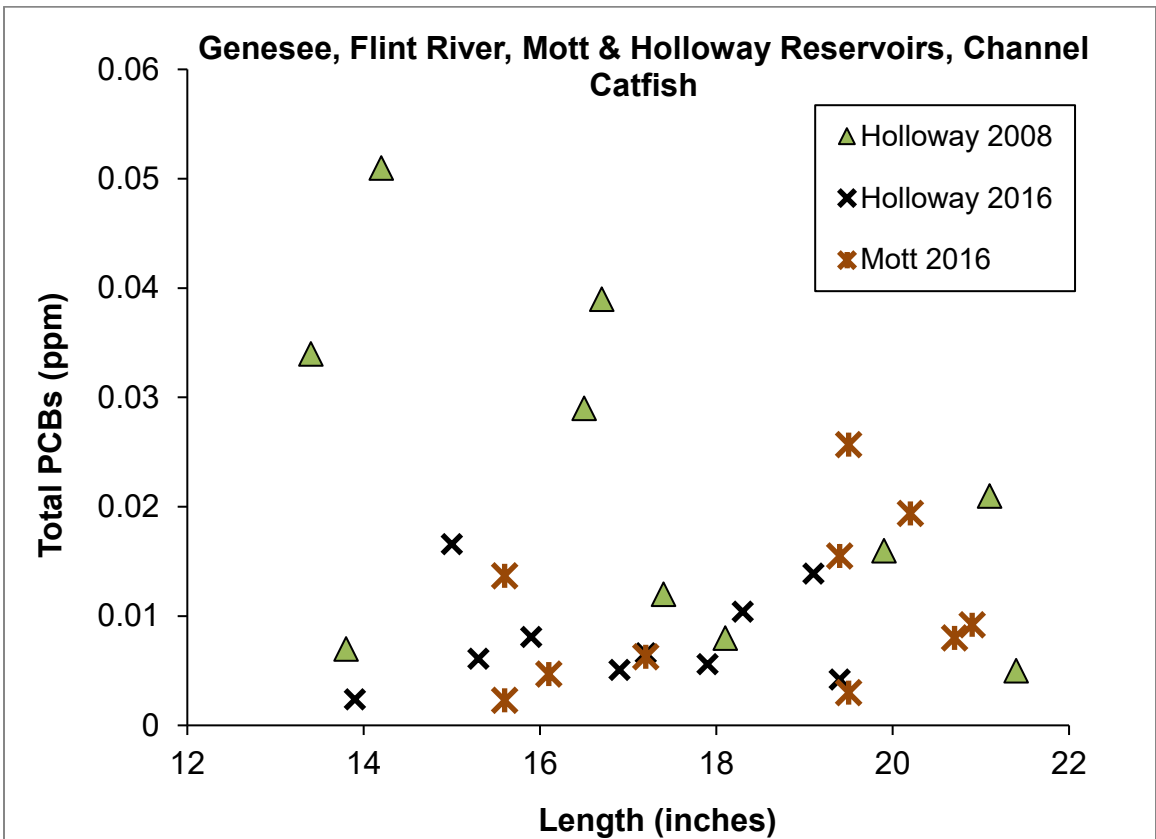 Genesee, Flint River, Mott & Holloway Reservoirs, Channel
Catfish
0.06
0.05
0.04
0.03
0.02
0.01
0
Total PCBs (ppm)
Holloway 2008
Holloway 2016
Mott 2016
12 14 16 18 20 22
Length (inches)